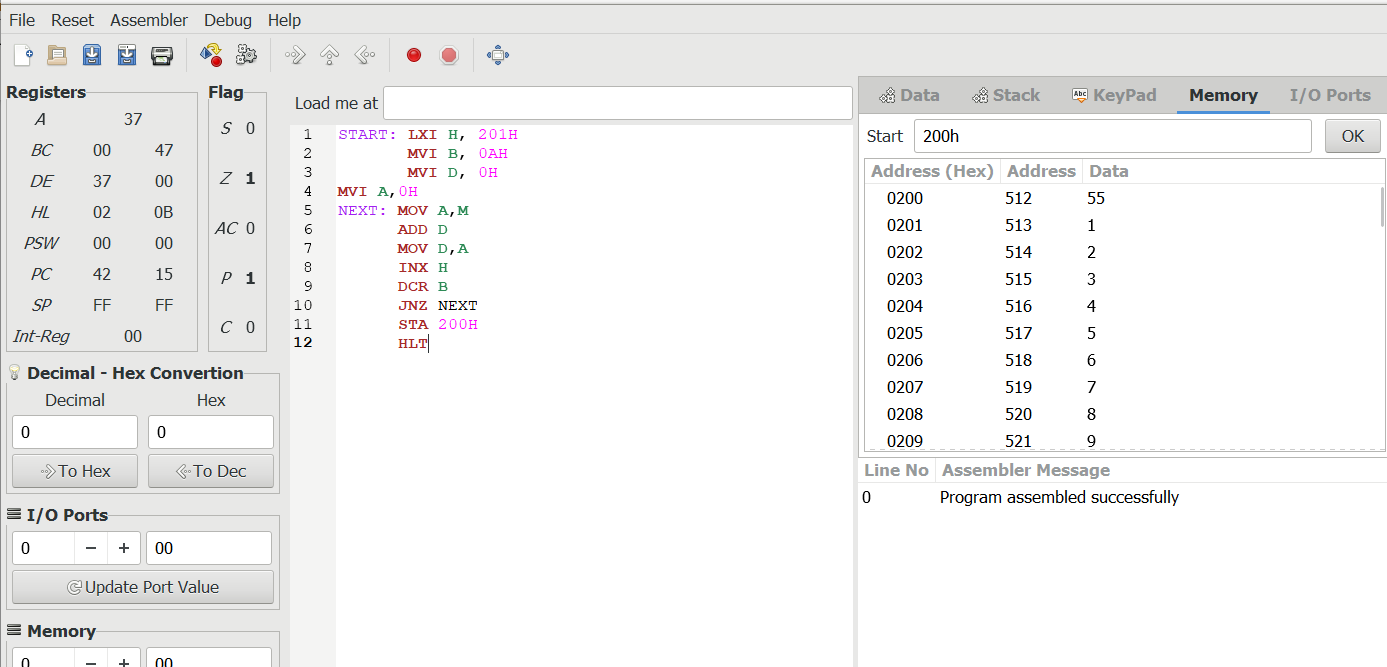 File Reset Assembler Debug Help
Registers
A 37
BC 00 47
DE 37 00
HL 02 0B
PSW 00 00
PC 42 15
SP FF FF
Int-Reg 00
Flag
S 0
Z 1
AC 0
P 1
C 0
Decimal - Hex Convertion
Decimal Hex
0 0
To Hex To Dec
I/O Ports
0 − + 00
Update Port Value
Memory
0 − + 00
Load me at
1 START: LXI H, 201H
2 MVI B, 0AH
3 MVI D, 0H
4 MVI A,0H
5 NEXT: MOV A,M
6 ADD D
7 MOV D,A
8 INX H
9 DCR B
10 JNZ NEXT
11 STA 200H
12 HLT
Data Stack Abc KeyPad Memory I/O Ports
Start 200h OK
Address (Hex) Address Data
0200 512 55
0201 513 1
0202 514 2
0203 515 3
0204 516 4
0205 517 5
0206 518 6
0207 519 7
0208 520 8
0209 521 9
Line No Assembler Message
0 Program assembled successfully